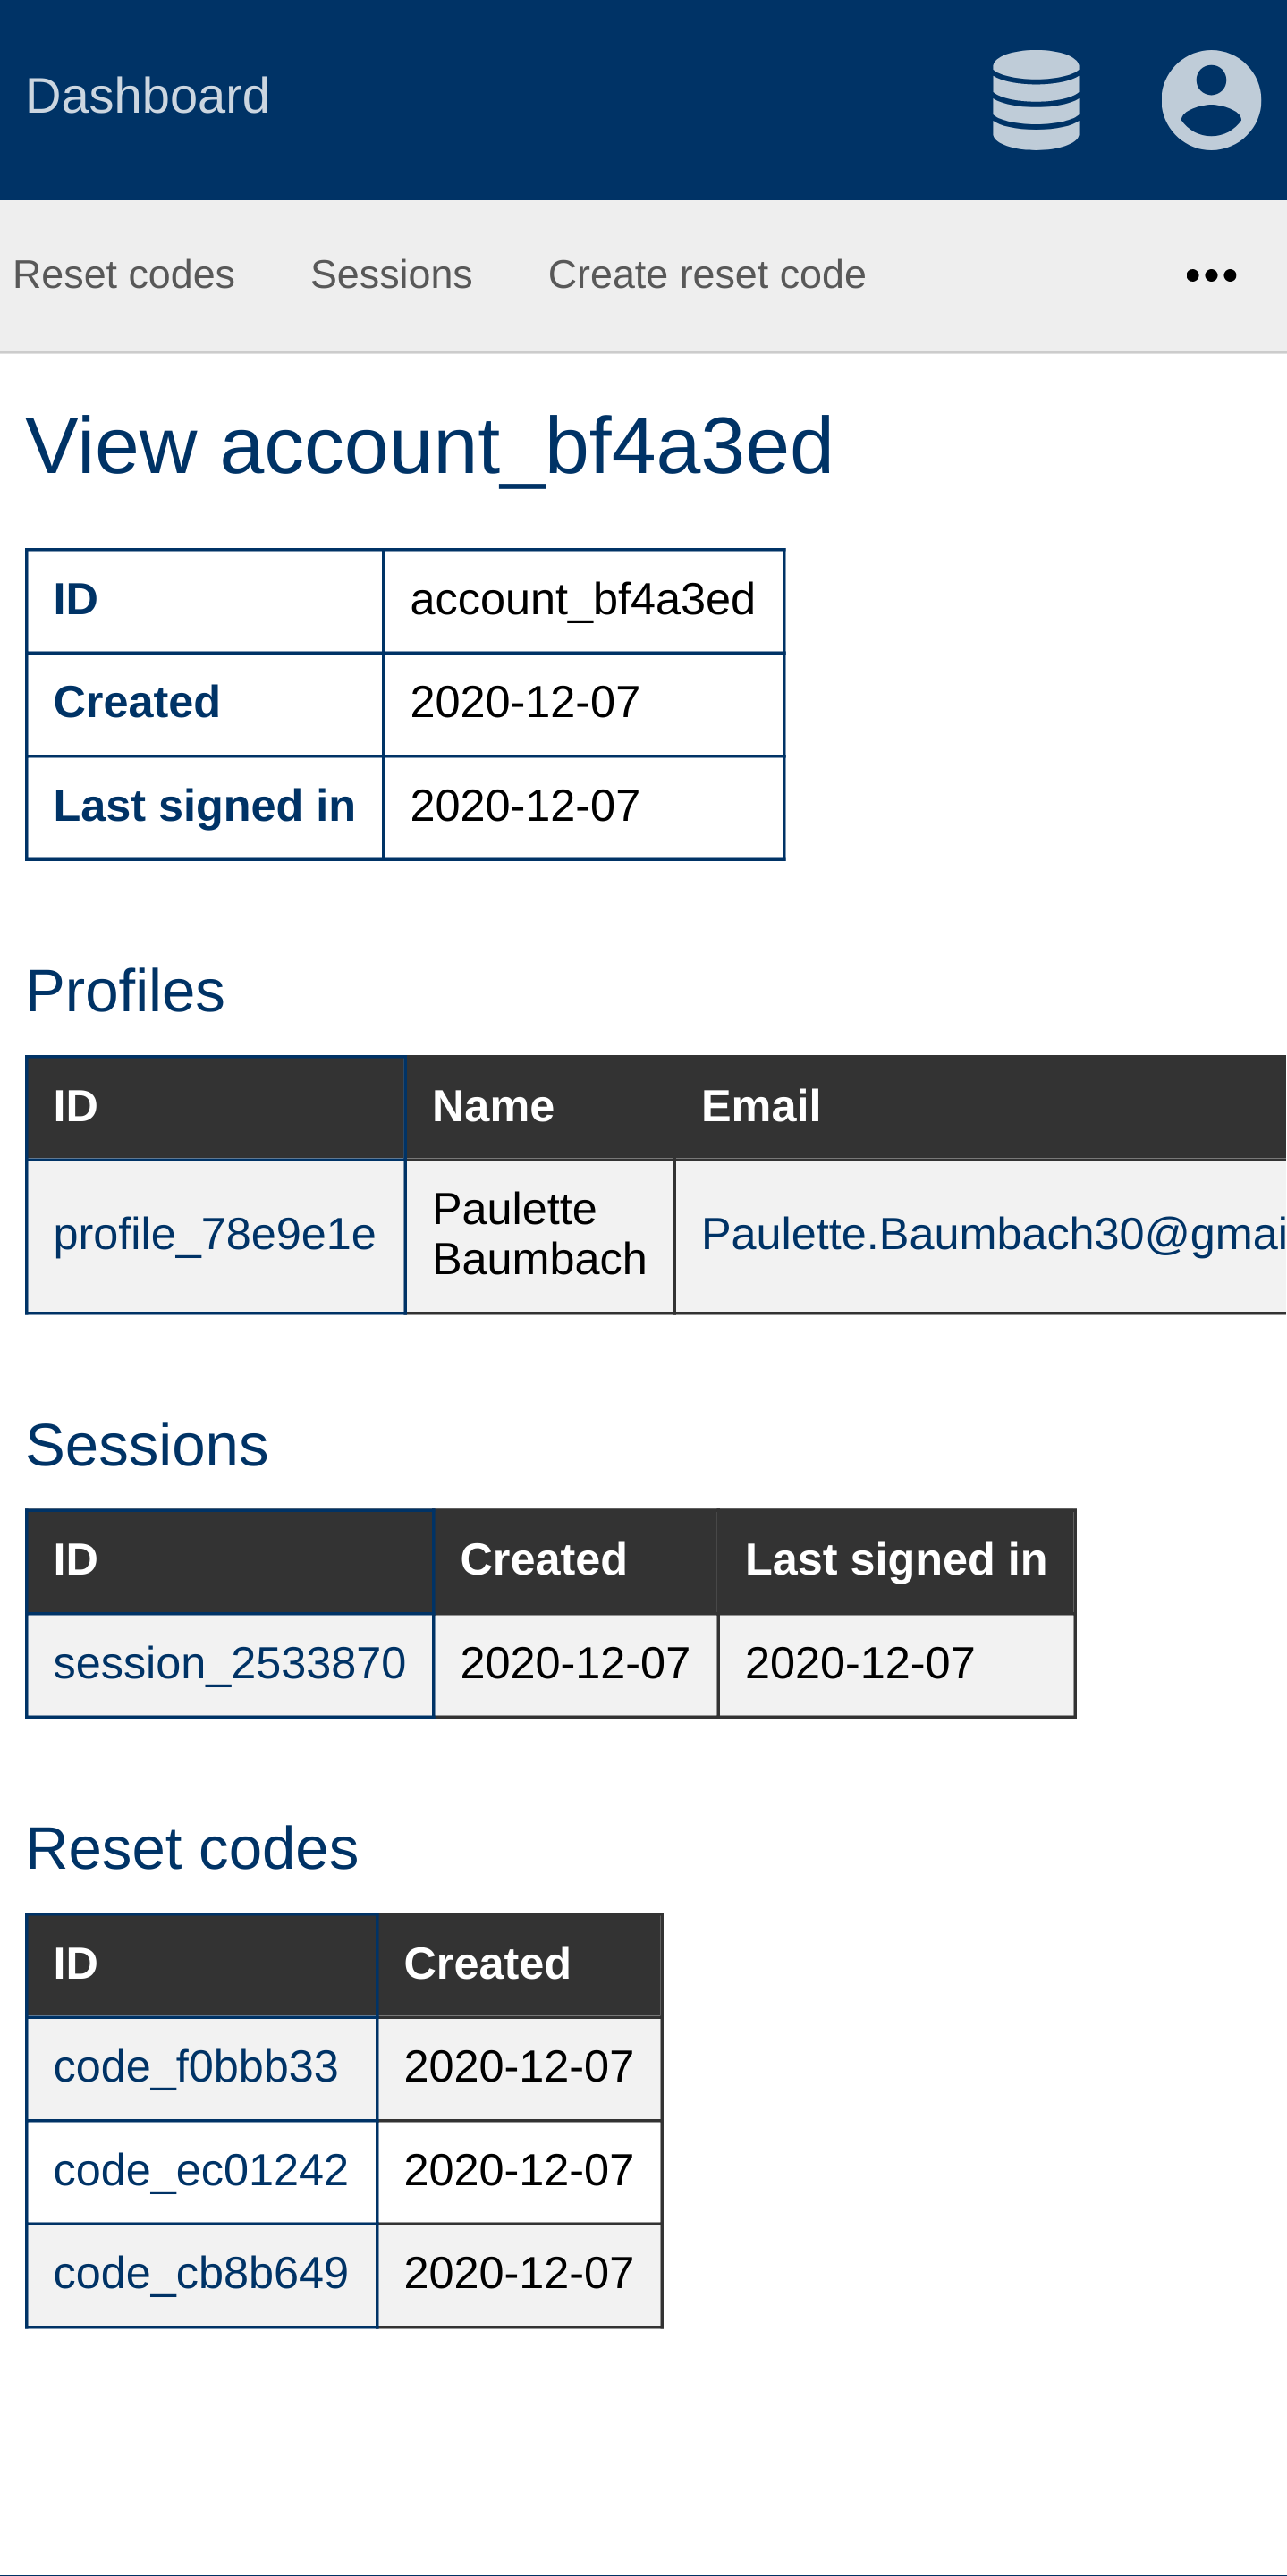 Dashboard
Reset codes Sessions Create reset code
View account_bf4a3ed
ID account_bf4a3ed
Created 2020-12-07
Last signed in 2020-12-07
Profiles
ID Name Email
profile_78e9e1e Paulette Baumbach Paulette.Baumbach30@gmai
Sessions
ID Created Last signed in
session_2533870 2020-12-07 2020-12-07
Reset codes
ID Created
code_f0bbb33 2020-12-07
code_ec01242 2020-12-07
code_cb8b649 2020-12-07